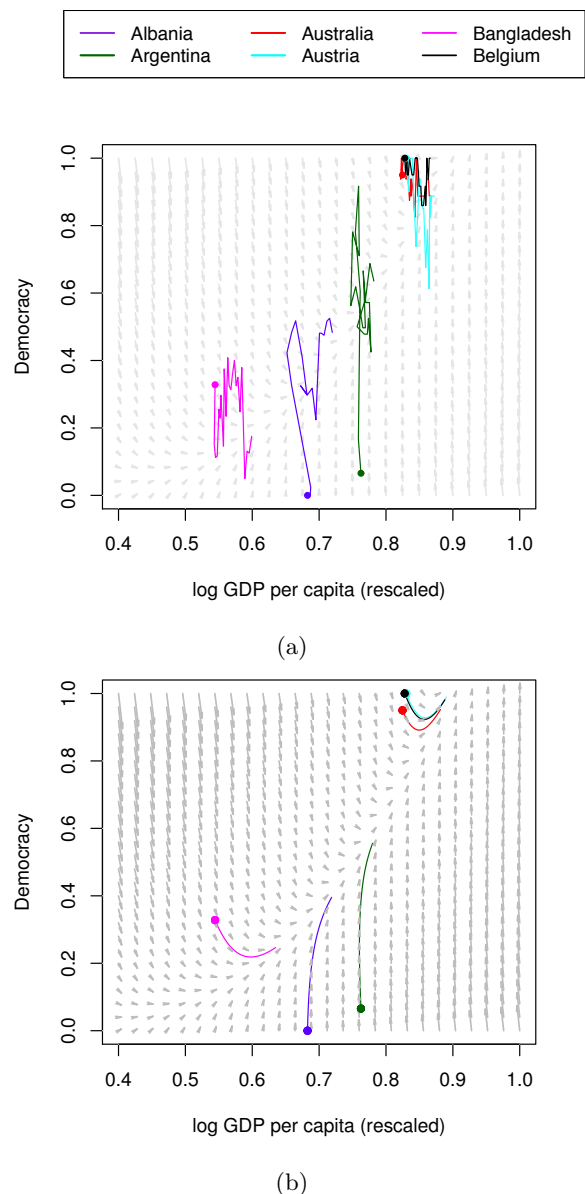 Albania Australia Bangladesh
Argentina Austria Belgium
1.0
0.8
0.6
0.4
0.2
0.0
Democracy
0.4 0.5 0.6 0.7 0.8 0.9 1.0
log GDP per capita (rescaled)
(a)
1.0
0.8
0.6
0.4
0.2
0.0
Democracy
0.4 0.5 0.6 0.7 0.8 0.9 1.0
log GDP per capita (rescaled)
(b)